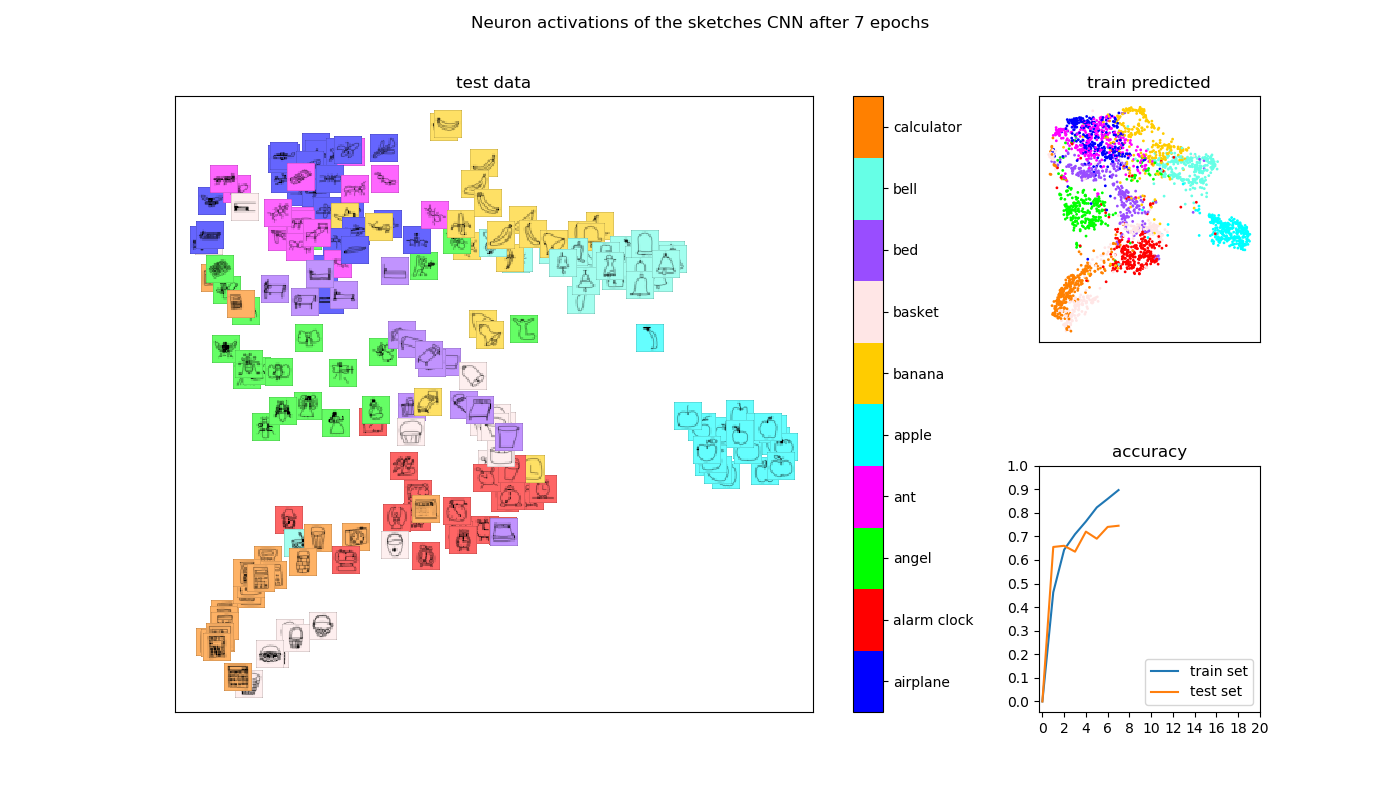 Neuron activations of the sketches CNN after 7 epochs
test data
calculator
bell
bed
basket
banana
apple
ant
angel
alarm clock
airplane
train predicted
accuracy
1.0
0.9
0.8
0.7
0.6
0.5
0.4
0.3
0.2
0.1
0.0
train set
test set
0 2 4 6 8 10 12 14 16 18 20